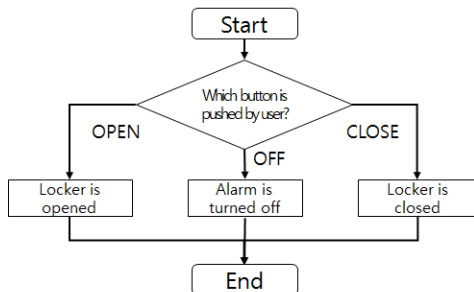 Start
Which button is
pushed by user?
OPEN
OFF
CLOSE
Locker is
opened
Alarm is
turned off
Locker is
closed
End